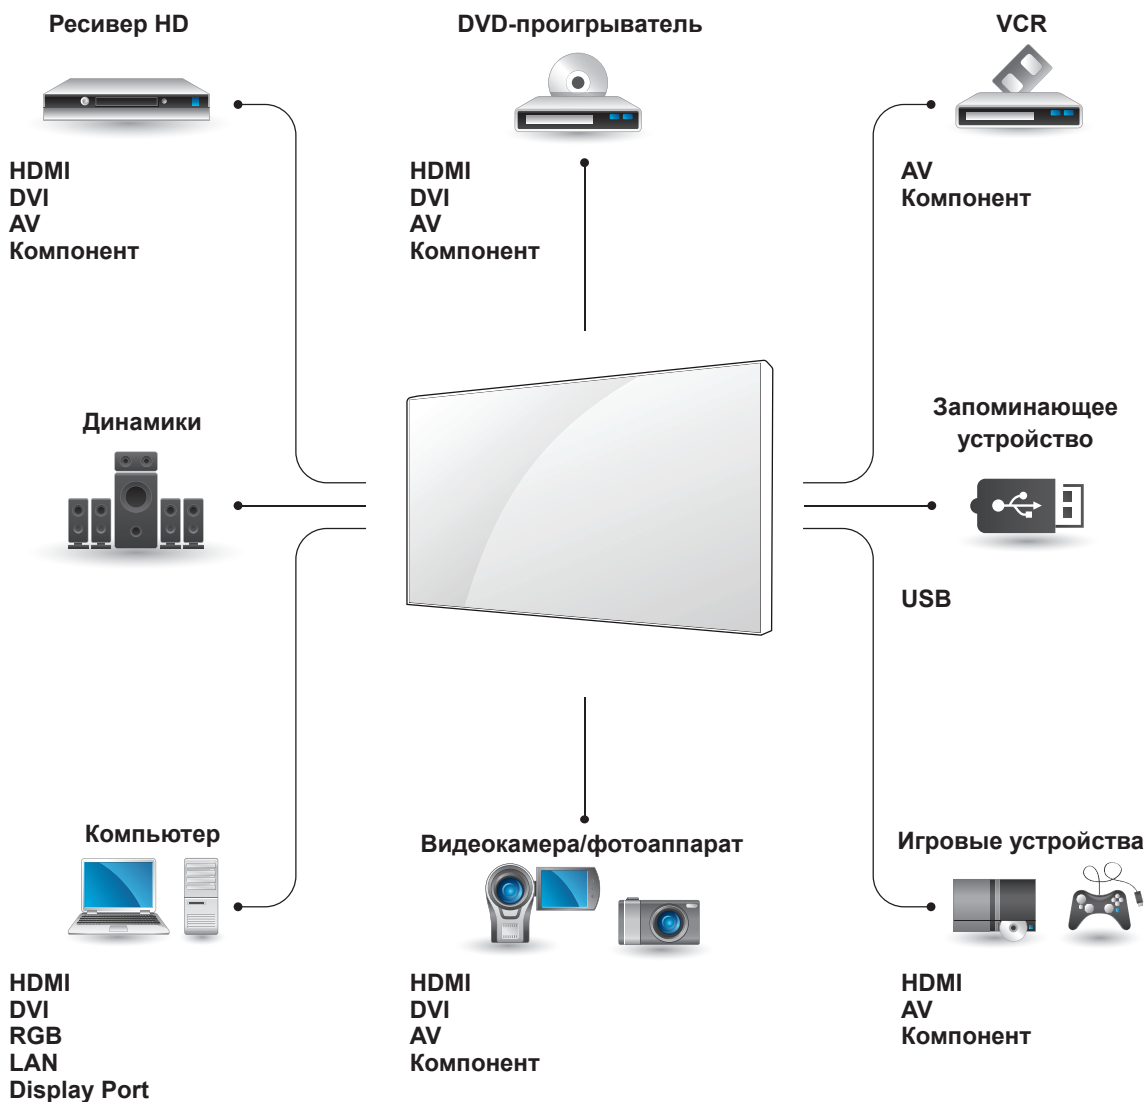 Ресивер HD
HDMI
DVI
AV
Компонент
DVD-проигрыватель
HDMI
DVI
AV
Компонент
VCR
AV
Компонент
Динамики
Запоминающее
устройство
USB
Компьютер
HDMI
DVI
RGB
LAN
Display Port
Видеокамера/фотоаппарат
HDMI
DVI
AV
Компонент
Игровые устройства
HDMI
AV
Компонент